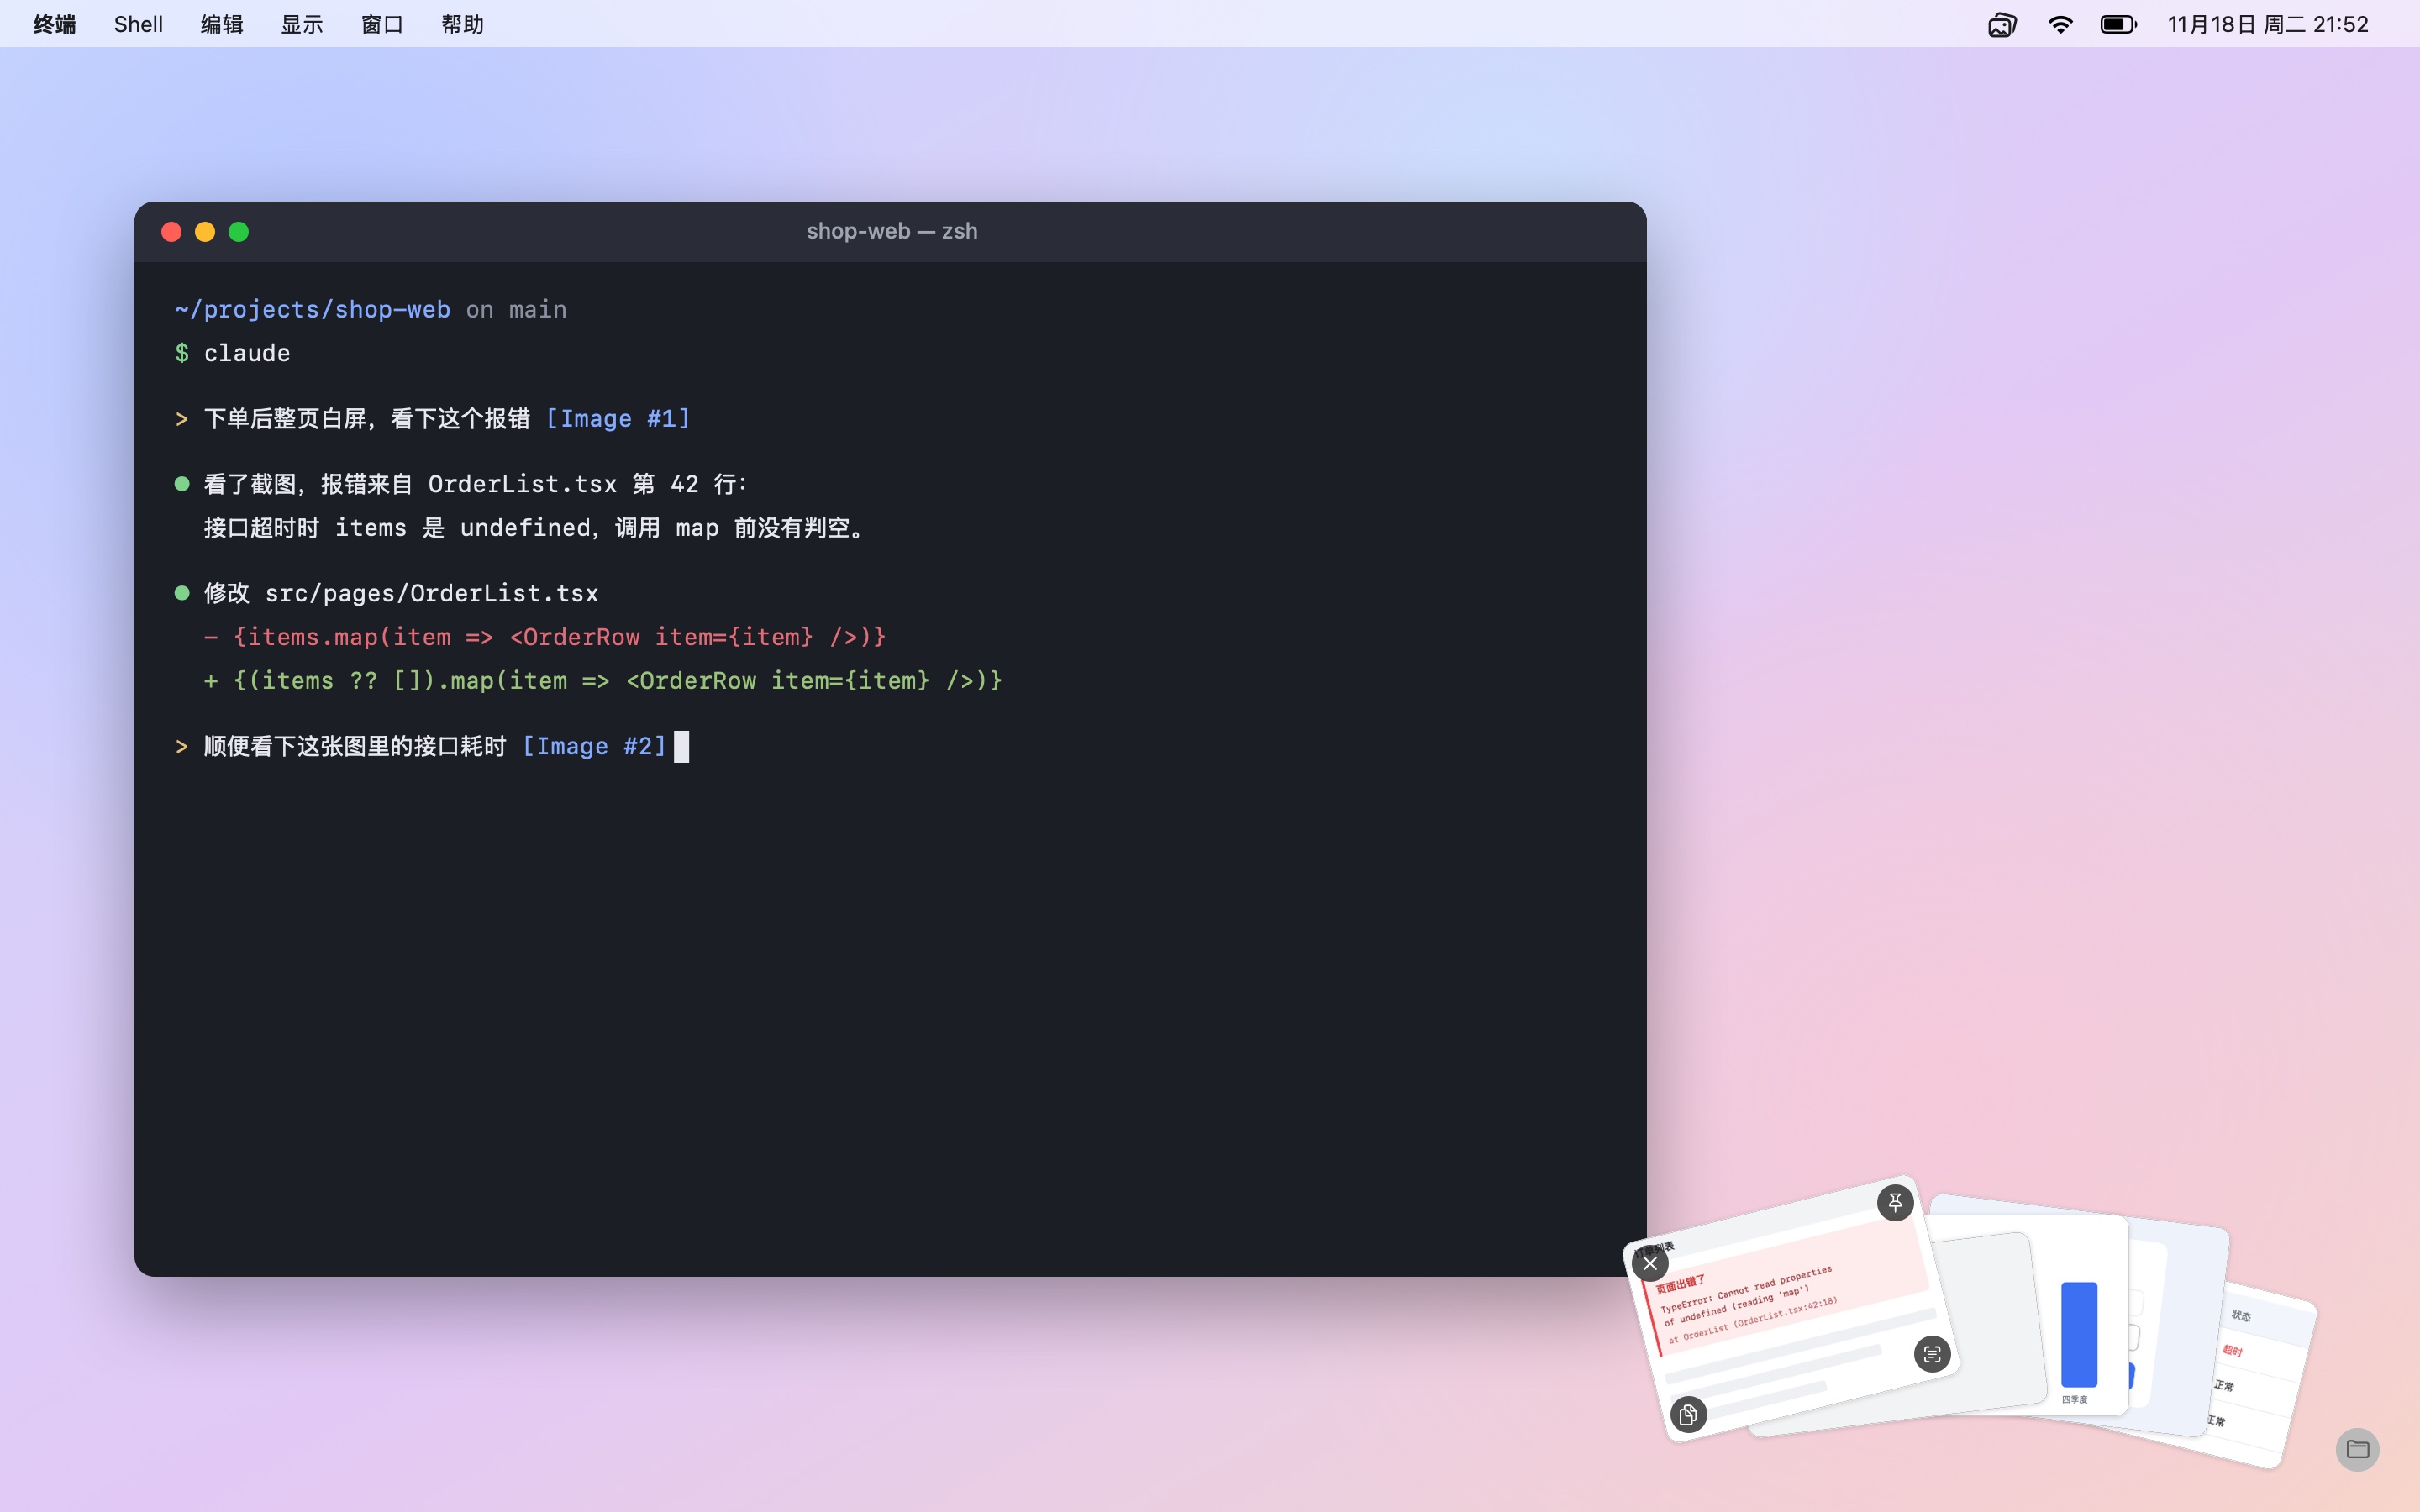 终端 Shell 编辑 显示 窗口 帮助 11月18日 周二 21:52
shop-web — zsh
~/projects/shop-web on main
$ claude
> 下单后整页白屏，看下这个报错 [Image #1]
看了截图，报错来自 OrderList.tsx 第 42 行：
接口超时时 items 是 undefined，调用 map 前没有判空。
修改 src/pages/OrderList.tsx
- {items.map(item => <OrderRow item={item} />)}
+ {(items ?? []).map(item => <OrderRow item={item} />)}
> 顺便看下这张图里的接口耗时 [Image #2]
订单列表
页面出错了
TypeError: Cannot read properties
of undefined (reading 'map')
at OrderList (OrderList.tsx:42:18)
四季度
状态
超时
正常
正常